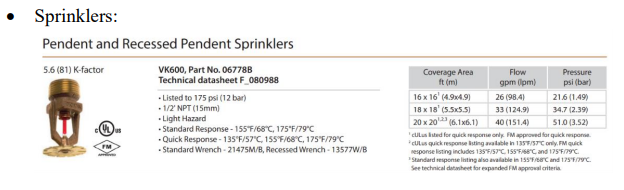 • Sprinklers:
Pendent and Recessed Pendent Sprinklers
5.6 (81) K-factor
VK600, Part No. 06778B
Technical datasheet F_080988
• Listed to 175 psi (12 bar)
• 1/2' NPT (15mm)
• Light Hazard
• Standard Response - 155°F/68°C, 175°F/79°C
• Quick Response - 135°F/57°C, 155°F/68°C, 175°F/79°C
• Standard Wrench - 21475M/B, Recessed Wrench - 13577W/B
cULus
FM
APPROVED
Coverage Area ft (m) Flow gpm (lpm) Pressure psi (bar)
16 x 16¹ (4.9x4.9) 26 (98.4) 21.6 (1.49)
18 x 18¹ (5.5x5.5) 33 (124.9) 34.7 (2.39)
20 x 20¹,²,³ (6.1x6.1) 40 (151.4) 51.0 (3.52)
¹ cULus listed for quick response only. FM approved for quick response.
² cULus quick response listing available in 135°F/57°C only. FM quick
response listing includes 135°F/57°C, 155°F/68°C, and 175°F/79°C.
³ Standard response listing also available in 155°F/68°C and 175°F/79°C.
See technical datasheet for expanded FM approval criteria.